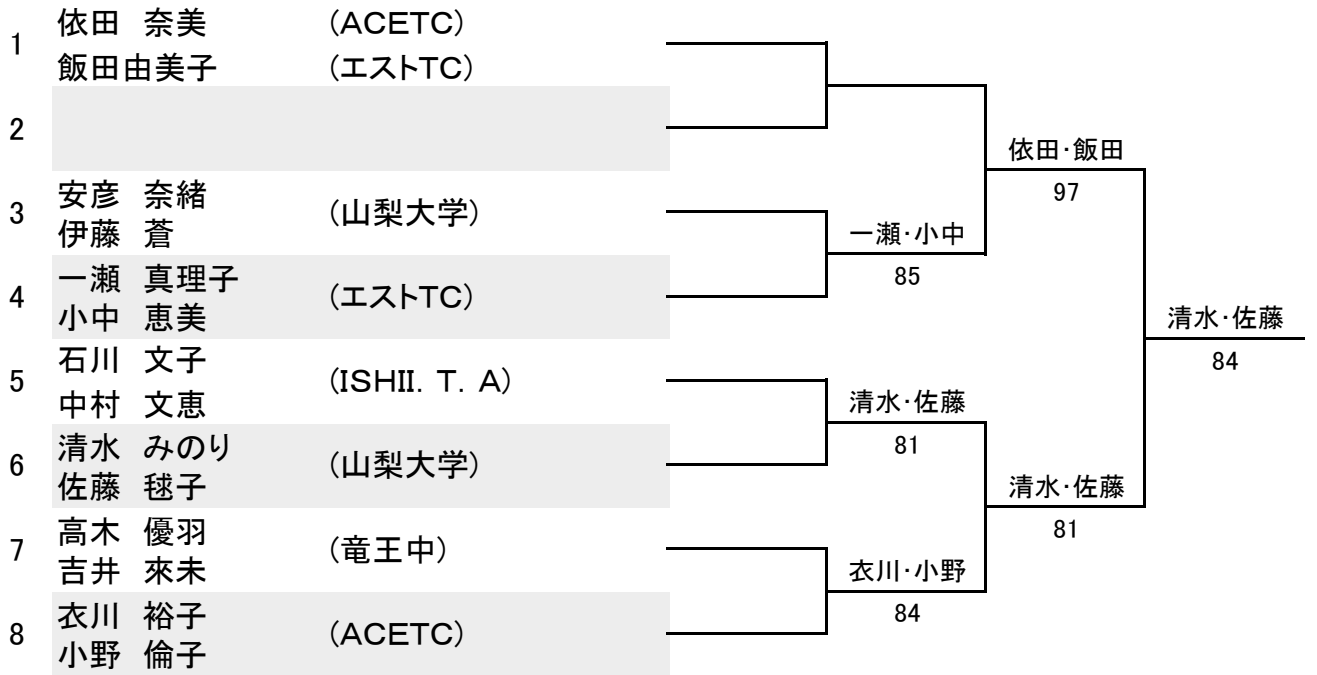 1
依田　奈美　(ACETC)
飯田由美子　(エストTC)
2
3
安彦　奈緒
伊藤　蒼
(山梨大学)
4
一瀬　真理子
小中　恵美
(エストTC)
5
石川　文子
中村　文恵
(ISHII. T. A)
6
清水　みのり
佐藤　毬子
(山梨大学)
7
高木　優羽
吉井　來未
(竜王中)
8
衣川　裕子
小野　倫子
(ACETC)
一瀬・小中
85
清水・佐藤
81
衣川・小野
84
依田・飯田
97
清水・佐藤
81
清水・佐藤
84